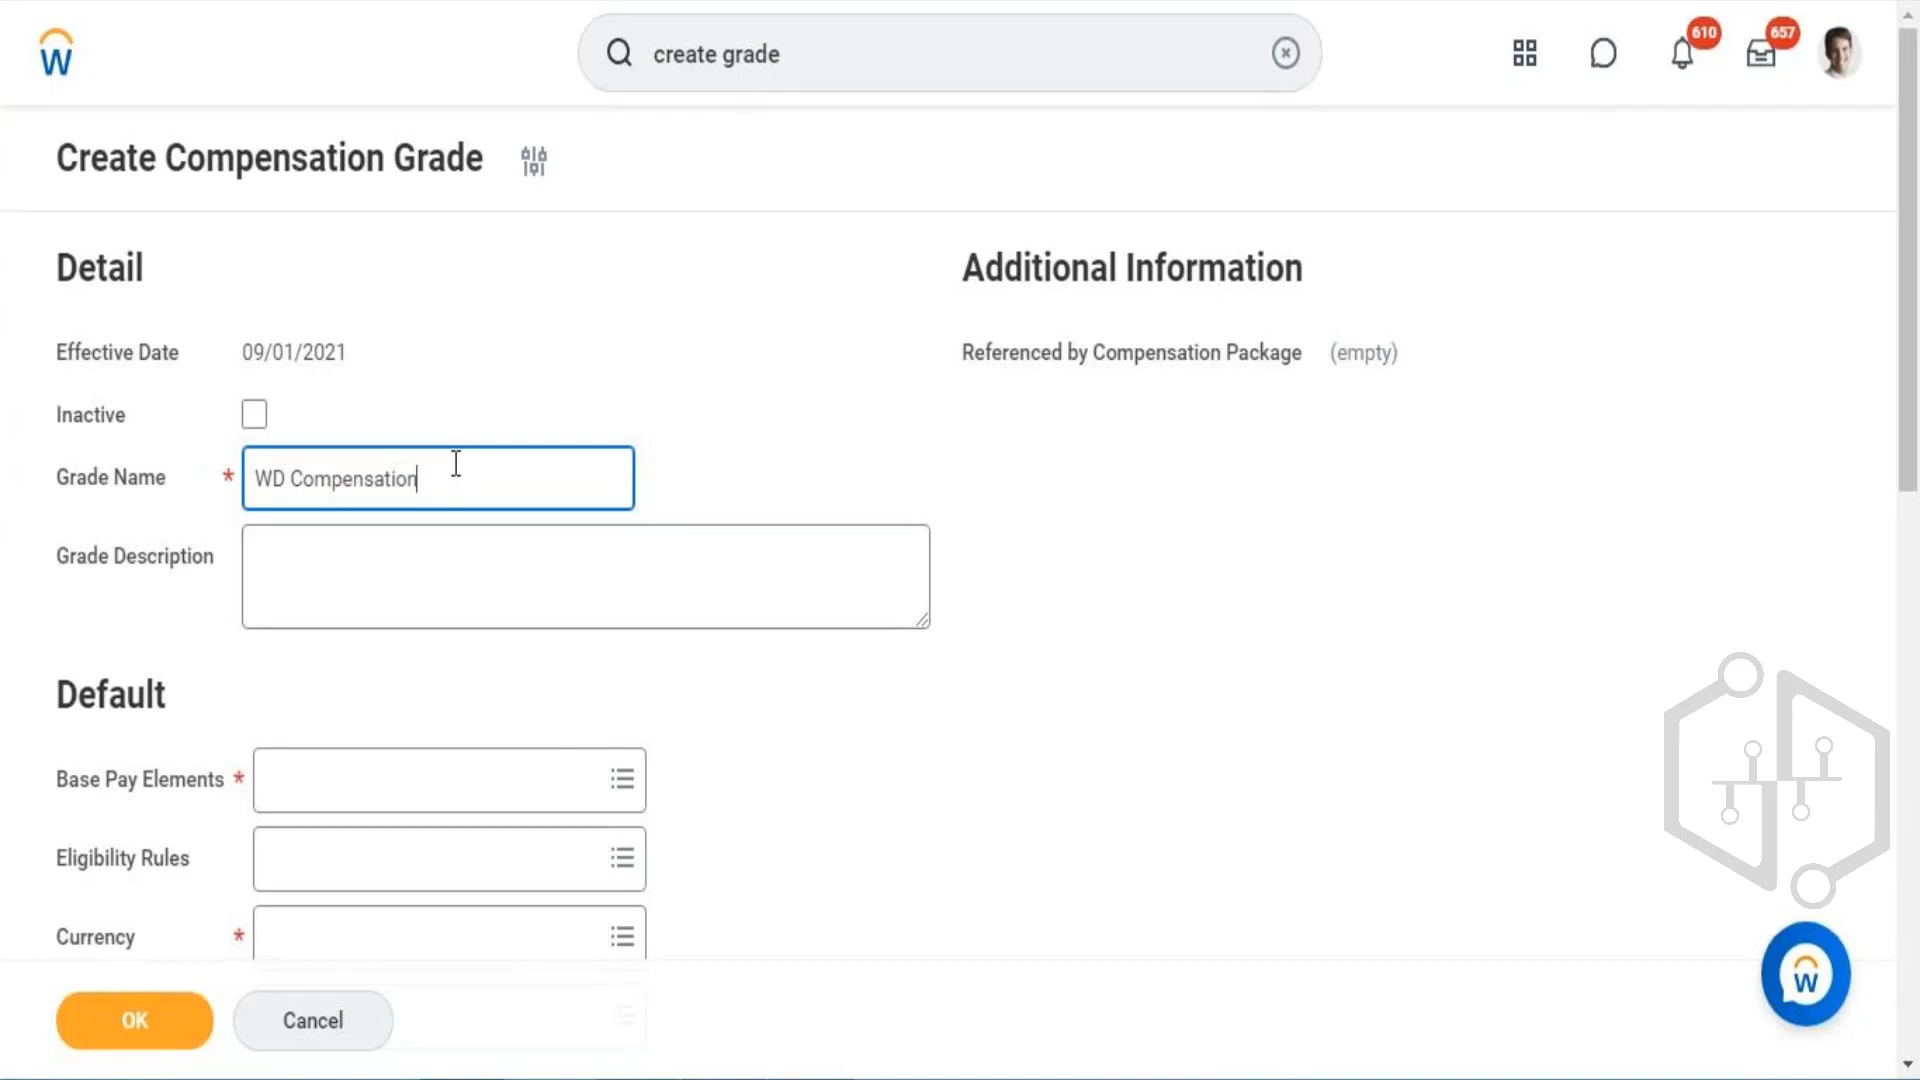 W
create grade
610
657
Create Compensation Grade
Detail
Additional Information
Effective Date 09/01/2021
Referenced by Compensation Package (empty)
Inactive
Grade Name * WD Compensation
Grade Description
Default
Base Pay Elements *
Eligibility Rules
Currency *
W
OK
Cancel